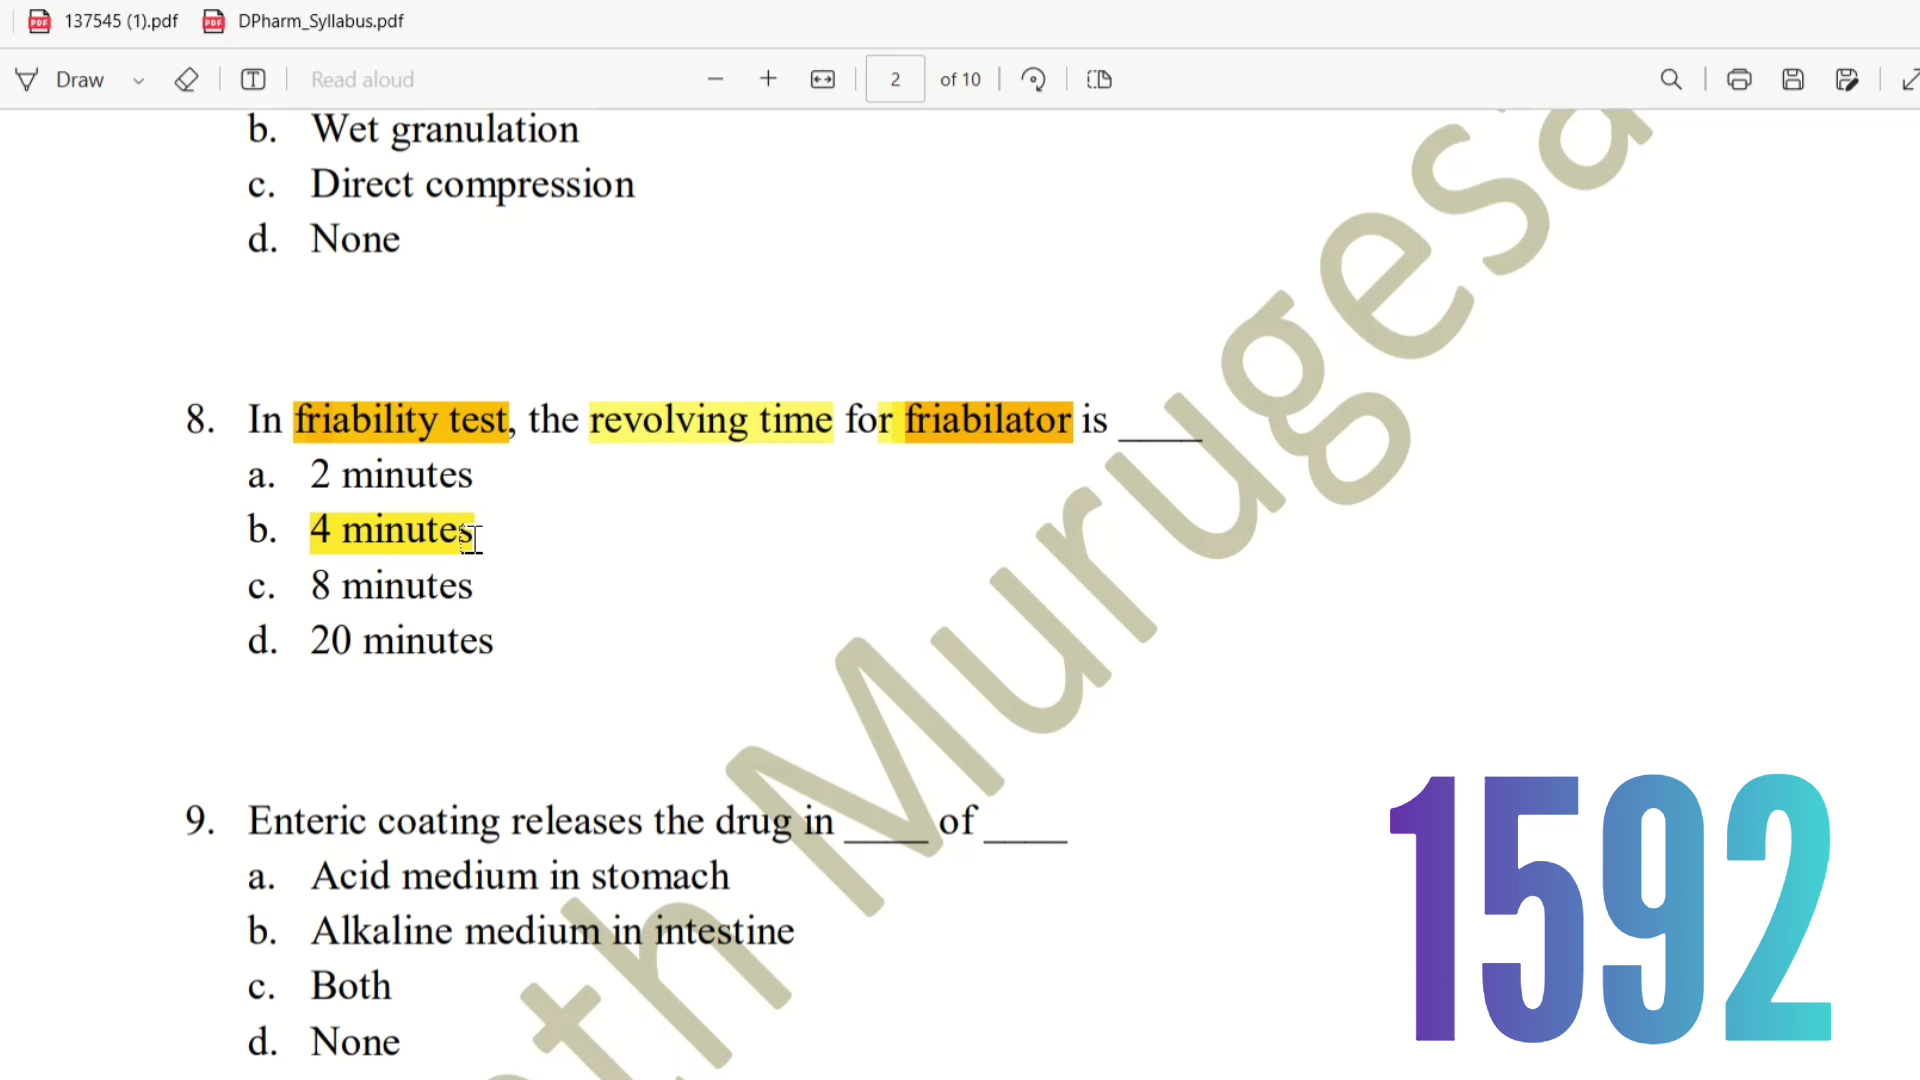 137545 (1).pdf DPharm_Syllabus.pdf
Draw Read aloud 2 of 10
b. Wet granulation
c. Direct compression
d. None
8. In friability test, the revolving time for friabilator is ____
a. 2 minutes
b. 4 minutes
c. 8 minutes
d. 20 minutes
9. Enteric coating releases the drug in ____ of ____
a. Acid medium in stomach
b. Alkaline medium in intestine
c. Both
d. None
th Murugesa
1592